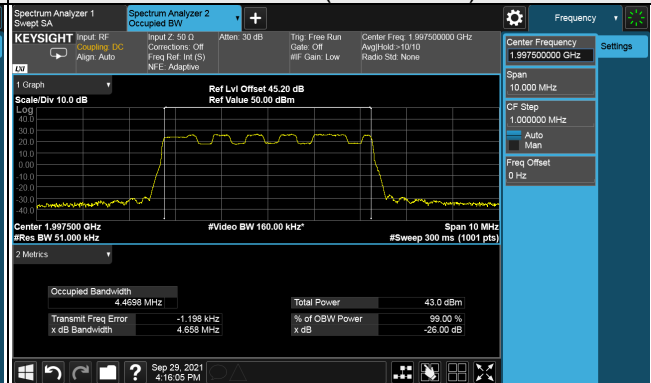 Spectrum Analyzer 1
Swept SA
Spectrum Analyzer 2
Occupied BW
Frequency
KEYSIGHT
Input: RF
Coupling: DC
Align: Auto
Input Z: 50 Ω
Corrections: Off
Freq Ref: Int (S)
NFE: Adaptive
Atten: 30 dB
Trig: Free Run
Gate: Off
#IF Gain: Low
Center Freq: 1.997500000 GHz
Avg|Hold:>10/10
Radio Std: None
LXI
Center Frequency
1.997500000 GHz
Settings
Span
10.000 MHz
CF Step
1.000000 MHz
Auto
Man
Freq Offset
0 Hz
1 Graph
Scale/Div 10.0 dB
Ref Lvl Offset 45.20 dB
Ref Value 50.00 dBm
Log
40.0
30.0
20.0
10.0
0.00
-10.0
-20.0
-30.0
-40.0
Center 1.997500 GHz
#Res BW 51.000 kHz
#Video BW 160.00 kHz*
Span 10 MHz
#Sweep 300 ms (1001 pts)
2 Metrics
Occupied Bandwidth
4.4698 MHz
Total Power 43.0 dBm
Transmit Freq Error -1.198 kHz
% of OBW Power 99.00 %
x dB Bandwidth 4.658 MHz
x dB -26.00 dB
?
Sep 29, 2021
4:16:05 PM